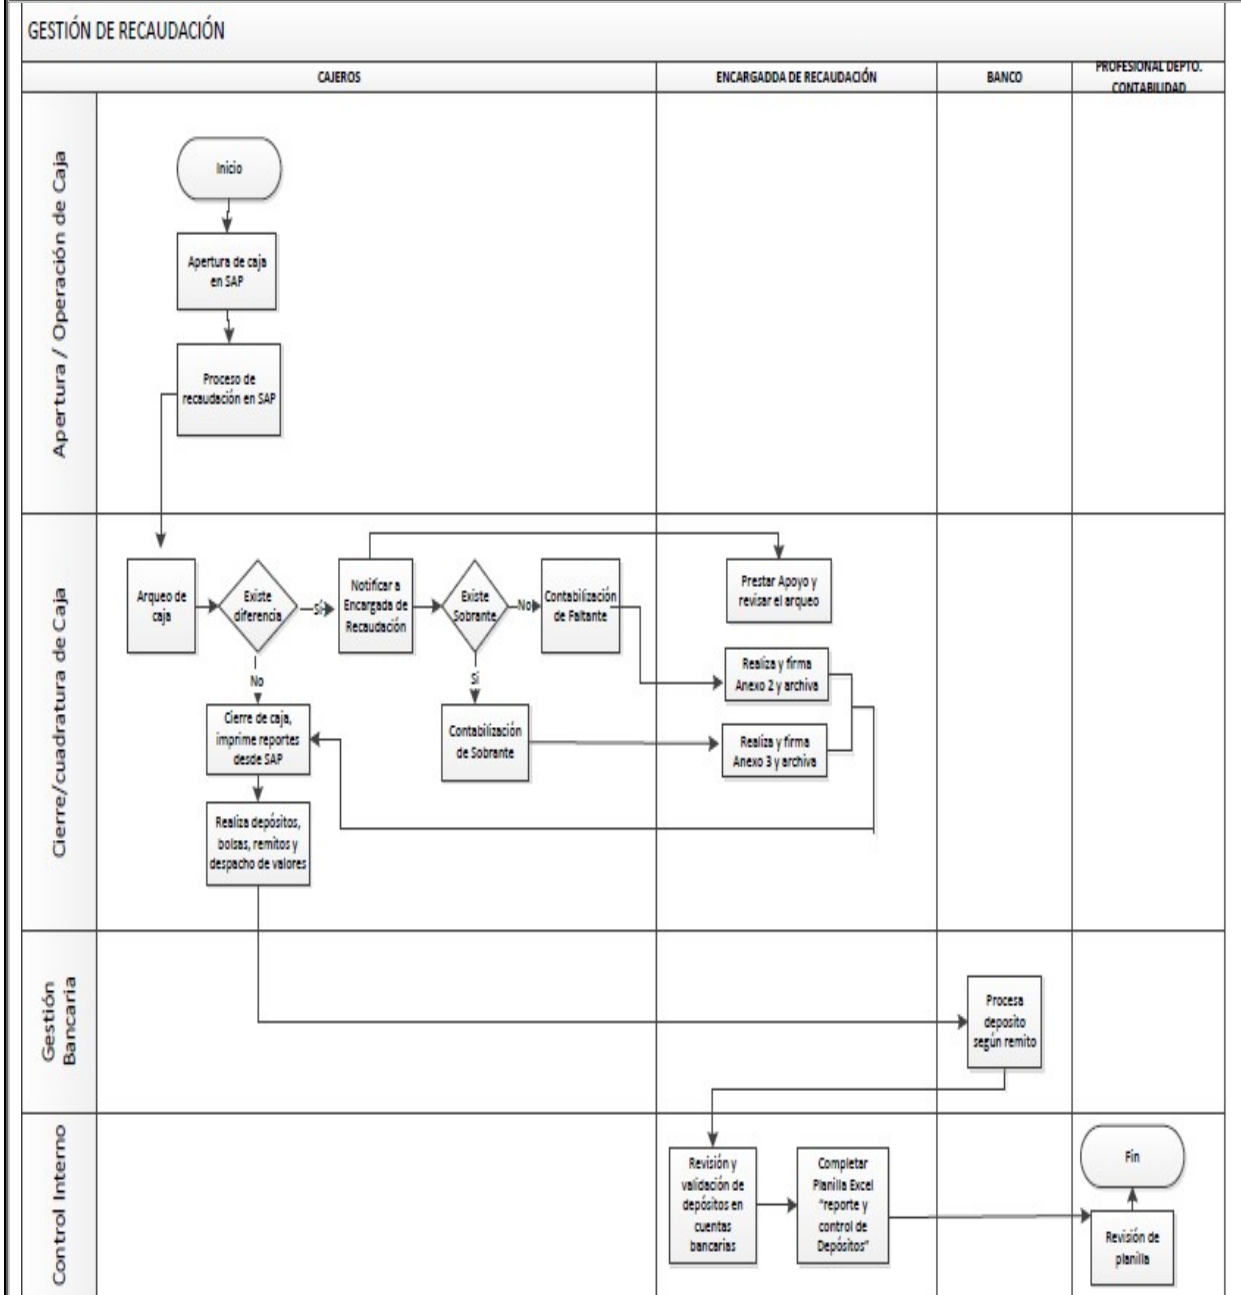 GESTIÓN DE RECAUDACIÓN
CAJEROS
ENCARGADDA DE RECAUDACIÓN
BANCO
PROFESIONAL DEPTO.
CONTABILIDAD
Apertura / Operación de Caja
Inicio
Apertura de caja
en SAP
Proceso de
recaudación en SAP
Cierre/cuadratura de Caja
Arqueo de
caja
Existe
diferencia
Sí
Notificar a
Encargada de
Recaudación
Existe
Sobrante
No
Contabilización
de Faltante
Prestar Apoyo y
revisar el arqueo
No
Sí
Realiza y firma
Anexo 2 y archiva
Cierre de caja,
imprime reportes
desde SAP
Contabilización
de Sobrante
Realiza y firma
Anexo 3 y archiva
Realiza depósitos,
bolsas, remitos y
despacho de valores
Gestión
Bancaria
Procesa
deposito
según remito
Control Interno
Revisión y
validación de
depósitos en
cuentas
bancarias
Completar
Planilla Excel
“reporte y
control de
Depósitos”
Fin
Revisión de
planilla